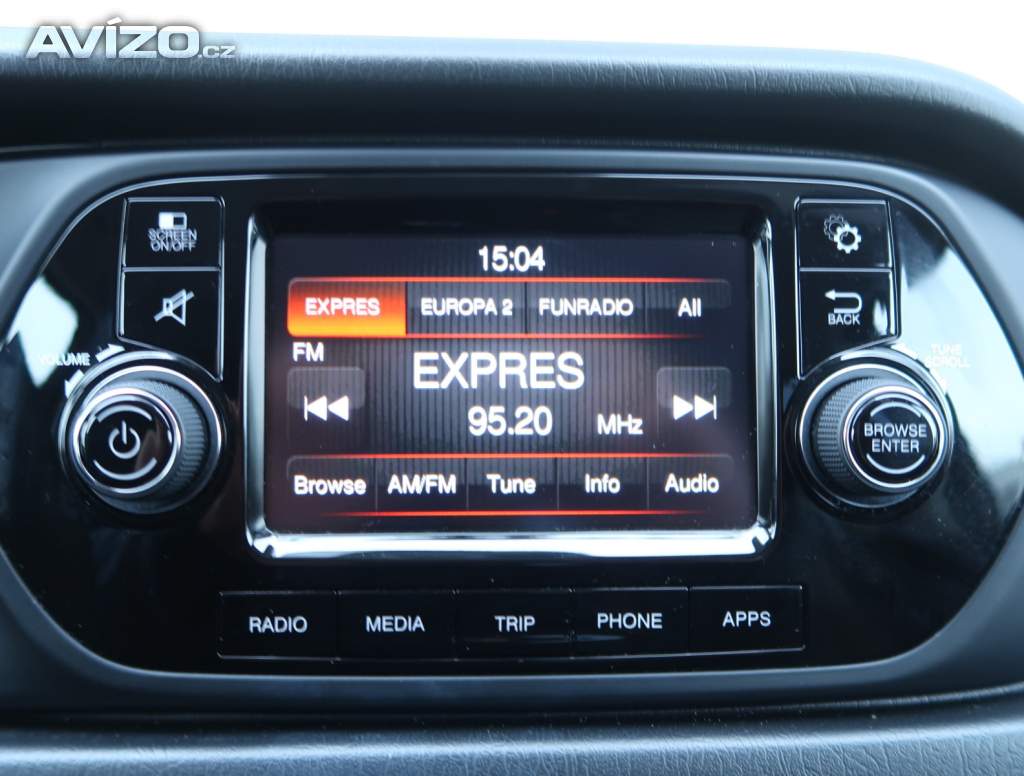 AVÍZO.cz
SCREEN
ON/OFF
15:04
EXPRES EUROPA 2 FUNRADIO All
BACK
FM
VOLUME
TUNE
SCROLL
EXPRES
95.20 MHz
BROWSE
ENTER
Browse AM/FM Tune Info Audio
RADIO MEDIA TRIP PHONE APPS